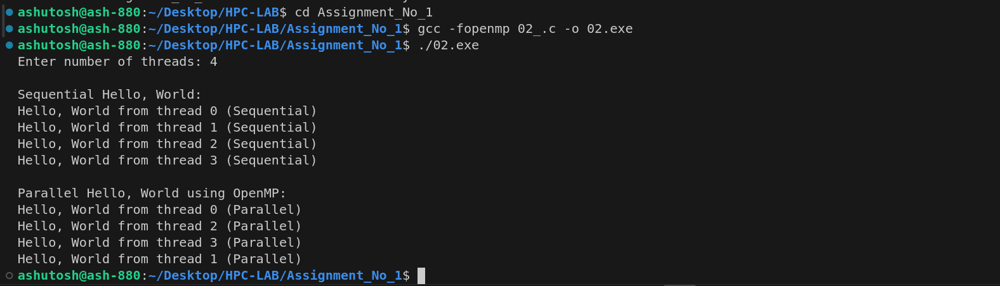 ashutosh@ash-880:~/Desktop/HPC-LAB$ cd Assignment_No_1
ashutosh@ash-880:~/Desktop/HPC-LAB/Assignment_No_1$ gcc -fopenmp 02_.c -o 02.exe
ashutosh@ash-880:~/Desktop/HPC-LAB/Assignment_No_1$ ./02.exe
Enter number of threads: 4

Sequential Hello, World:
Hello, World from thread 0 (Sequential)
Hello, World from thread 1 (Sequential)
Hello, World from thread 2 (Sequential)
Hello, World from thread 3 (Sequential)

Parallel Hello, World using OpenMP:
Hello, World from thread 0 (Parallel)
Hello, World from thread 2 (Parallel)
Hello, World from thread 3 (Parallel)
Hello, World from thread 1 (Parallel)
ashutosh@ash-880:~/Desktop/HPC-LAB/Assignment_No_1$